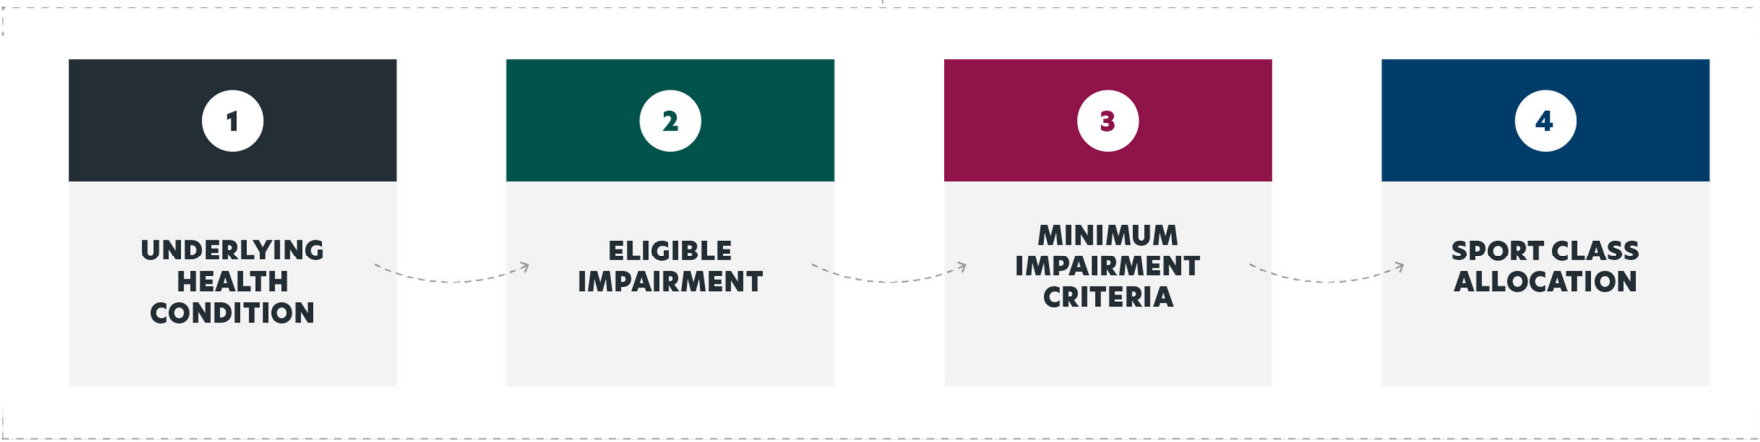 1
UNDERLYING
HEALTH
CONDITION
2
ELIGIBLE
IMPAIRMENT
3
MINIMUM
IMPAIRMENT
CRITERIA
4
SPORT CLASS
ALLOCATION